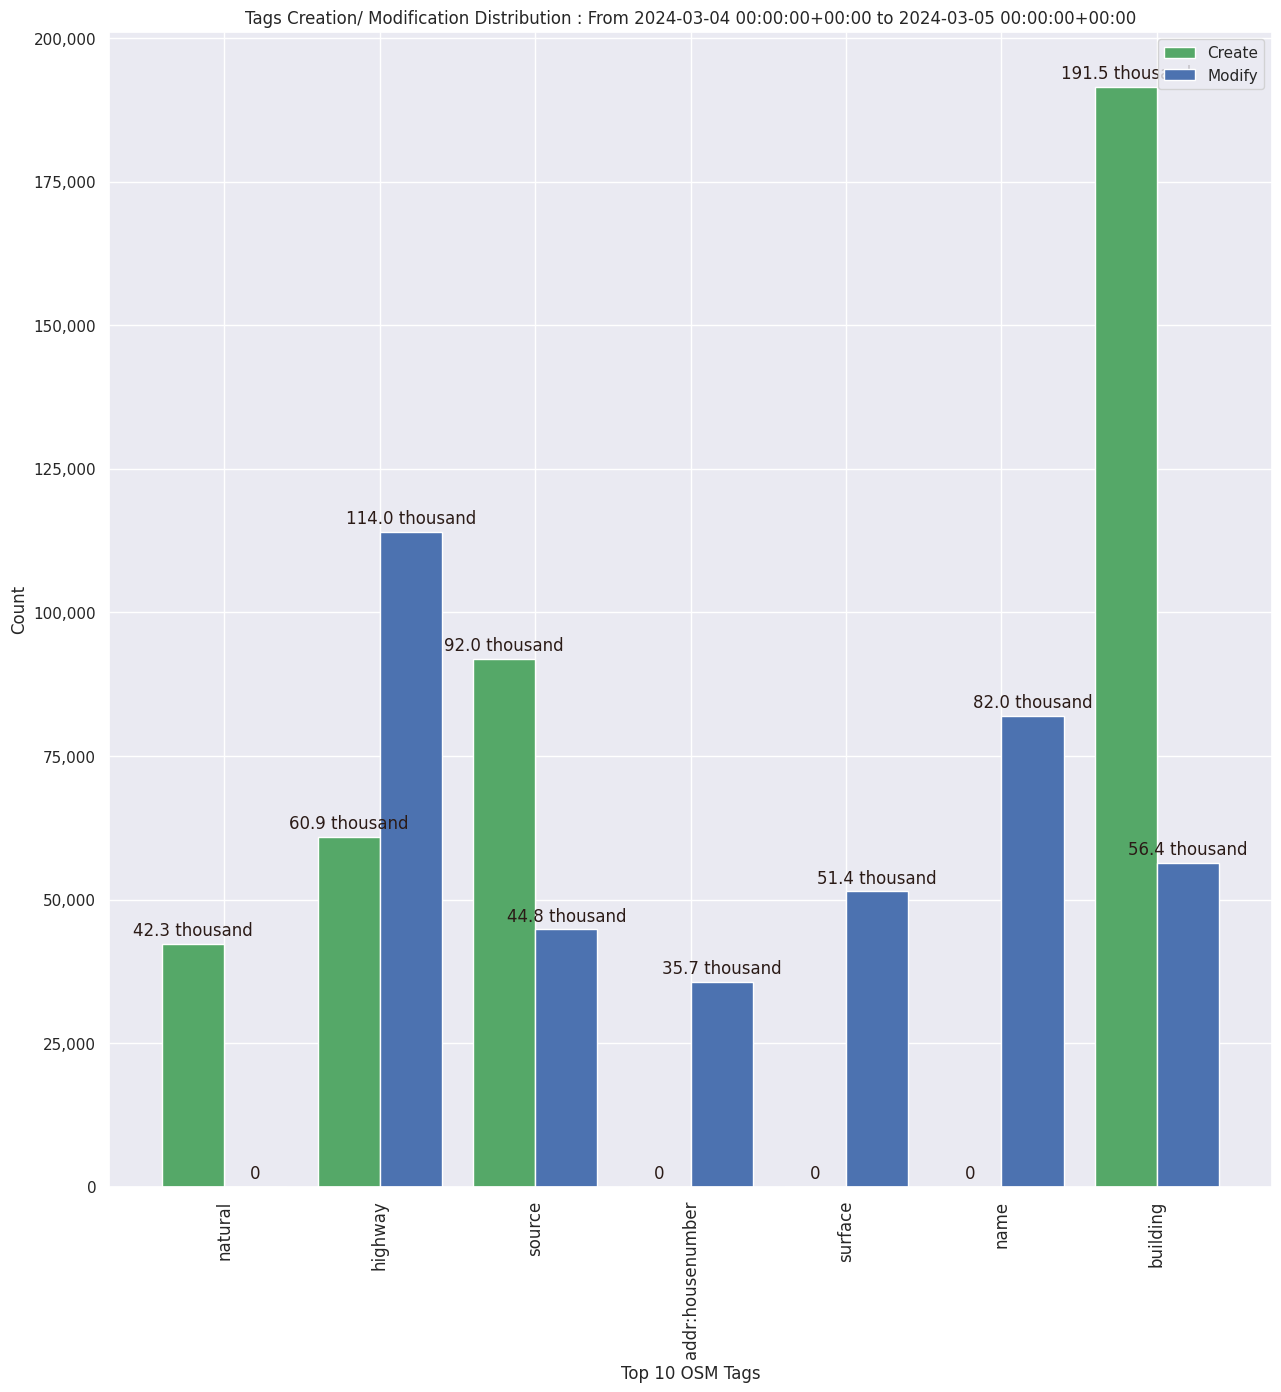 Tags Creation/ Modification Distribution : From 2024-03-04 00:00:00+00:00 to 2024-03-05 00:00:00+00:00
Create
Modify
200,000
175,000
150,000
125,000
100,000
75,000
50,000
25,000
0
Count
42.3 thousand
0
60.9 thousand
114.0 thousand
92.0 thousand
44.8 thousand
0
35.7 thousand
0
51.4 thousand
0
82.0 thousand
191.5 thousand
56.4 thousand
natural
highway
source
addr:housenumber
surface
name
building
Top 10 OSM Tags